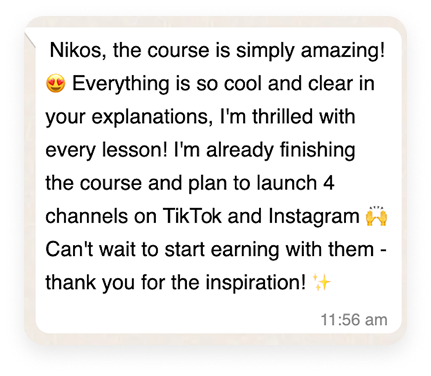 Nikos, the course is simply amazing!
😍 Everything is so cool and clear in
your explanations, I'm thrilled with
every lesson! I'm already finishing
the course and plan to launch 4
channels on TikTok and Instagram 🙌
Can't wait to start earning with them -
thank you for the inspiration! ✨
11:56 am